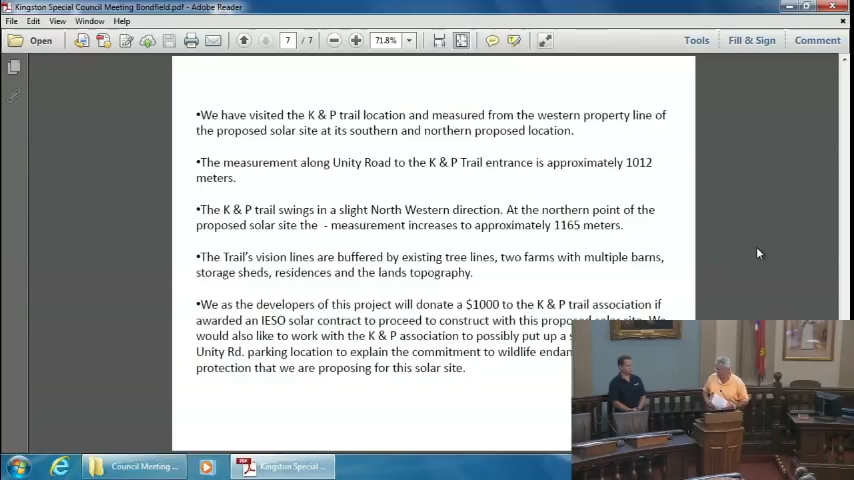 Kingston Special Council Meeting Bondfield.pdf - Adobe Reader
File Edit View Window Help
Open 7 / 7 71.8% Tools Fill & Sign Comment
•We have visited the K & P trail location and measured from the western property line of
the proposed solar site at its southern and northern proposed location.
•The measurement along Unity Road to the K & P Trail entrance is approximately 1012
meters.
•The K & P trail swings in a slight North Western direction. At the northern point of the
proposed solar site the - measurement increases to approximately 1165 meters.
•The Trail's vision lines are buffered by existing tree lines, two farms with multiple barns,
storage sheds, residences and the lands topography.
•We as the developers of this project will donate a $1000 to the K & P trail association if
awarded an IESO solar contract to proceed to construct with this proposed solar site. We
would also like to work with the K & P association to possibly put up a
Unity Rd. parking location to explain the commitment to wildlife
protection that we are proposing for this solar site.
Council Meeting ... Kingston Special ...